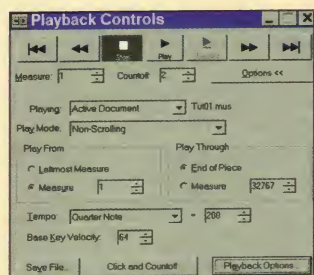 Playback Controls
Stop Play
Measure: 1 Countoff: 2 Options <<
Playing: Active Document Tut01 mus
Play Mode: Non-Scrolling
Play From Play Through
Leftmost Measure End of Piece
Measure 1 Measure 32767
Tempo: Quarter Note = 200
Base Key Velocity: 64
Save File... Click and Countoff Playback Options...